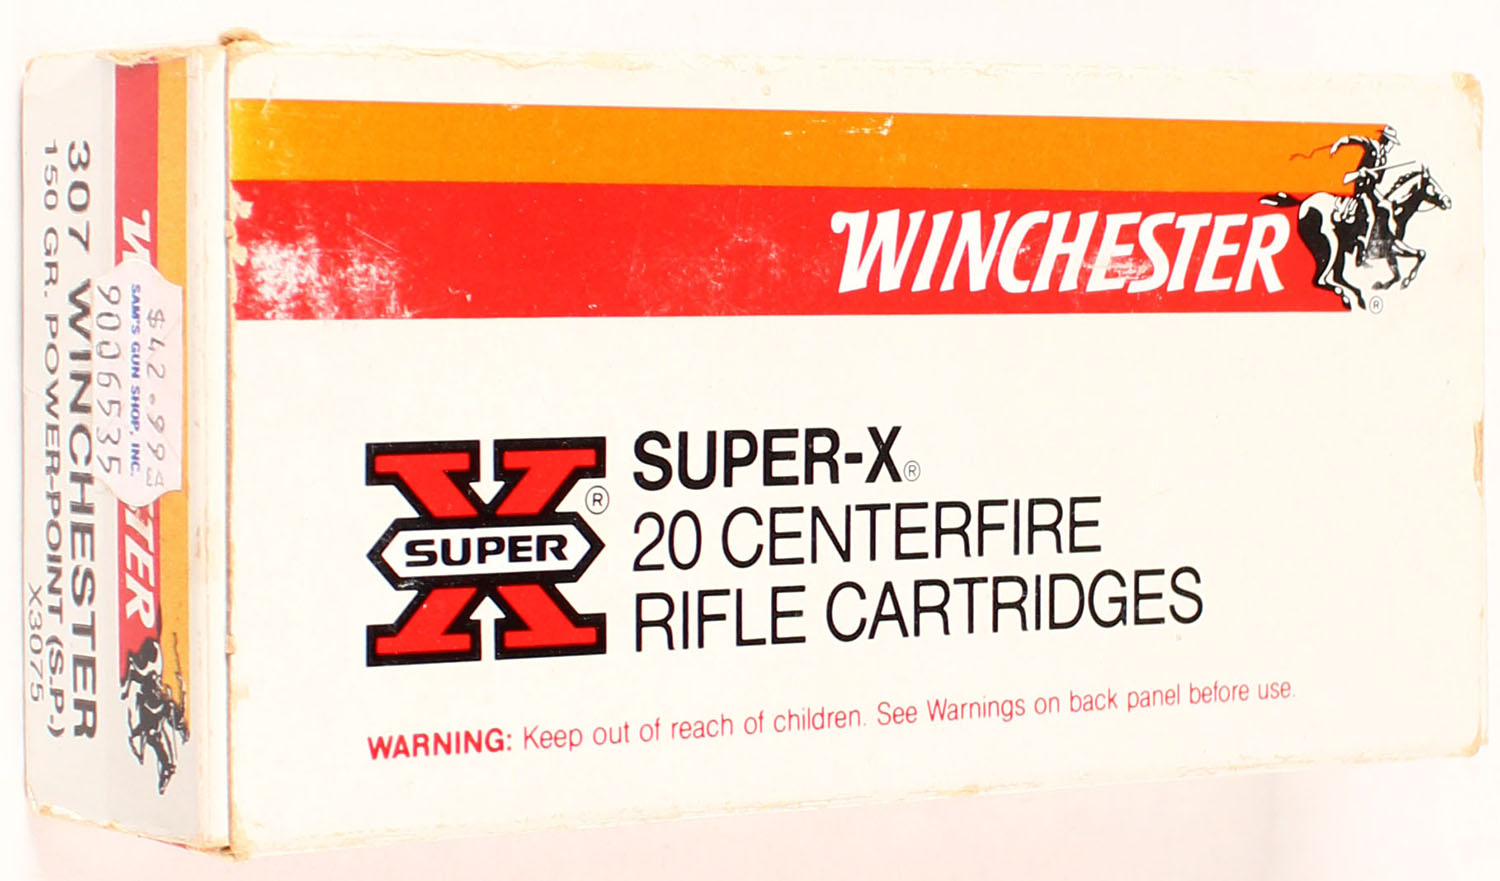 WINCHESTER
®
SUPER
®
SUPER-X®
20 CENTERFIRE
RIFLE CARTRIDGES
WARNING: Keep out of reach of children. See Warnings on back panel before use.
307 WINCHESTER
150 GR. POWER-POINT (S.P.)
X3075
$42.99
SAM'S GUN SHOP, INC.
9006535
W
TER